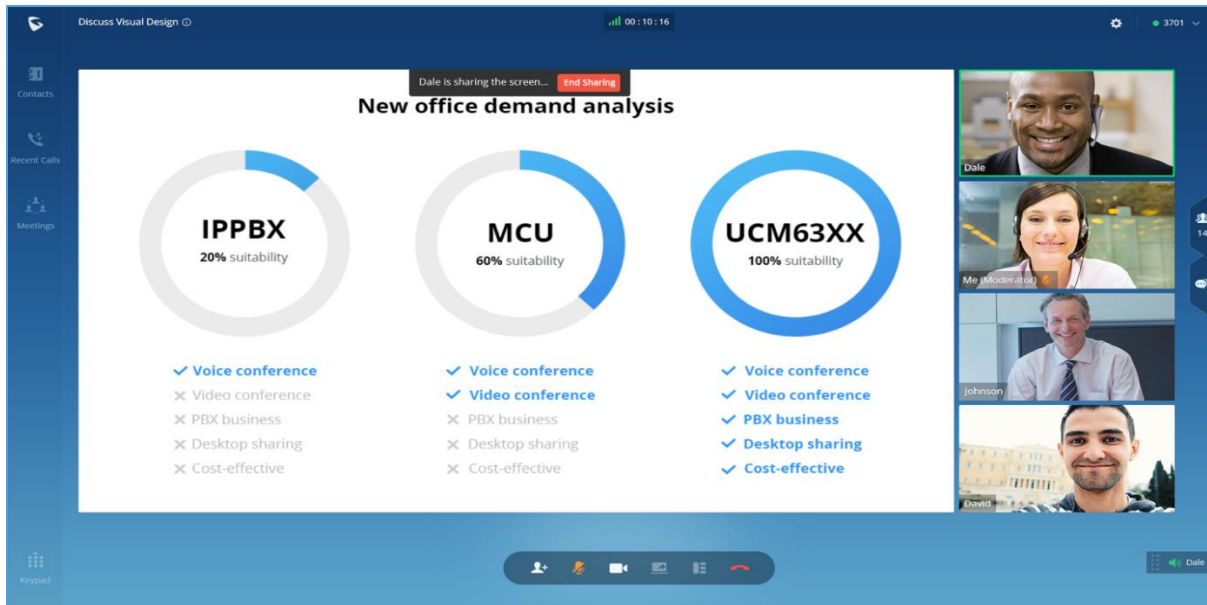 Discuss Visual Design
00:10:16
3701
Contacts
Recent Calls
Meetings
Keypad
Dale is sharing the screen... End Sharing
New office demand analysis
IPPBX
20% suitability
✓ Voice conference
✕ Video conference
✕ PBX business
✕ Desktop sharing
✕ Cost-effective
MCU
60% suitability
✓ Voice conference
✓ Video conference
✕ PBX business
✕ Desktop sharing
✕ Cost-effective
UCM63XX
100% suitability
✓ Voice conference
✓ Video conference
✓ PBX business
✓ Desktop sharing
✓ Cost-effective
Dale
Me (Moderator)
Johnson
David
14
Dale